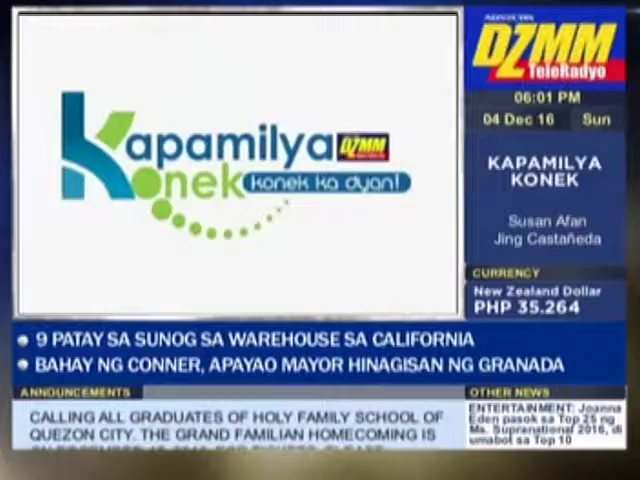 DZMM
TeleRadyo
06:01 PM
04 Dec 16 Sun
KAPAMILYA
KONEK
Susan Afan
Jing Castañeda
CURRENCY
New Zealand Dollar
PHP 35.264
Kapamilya DZMM
Konek konek ka dyan!
9 PATAY SA SUNOG SA WAREHOUSE SA CALIFORNIA
BAHAY NG CONNER, APAYAO MAYOR HINAGISAN NG GRANADA
ANNOUNCEMENTS
CALLING ALL GRADUATES OF HOLY FAMILY SCHOOL OF
QUEZON CITY. THE GRAND FAMILIAN HOMECOMING IS
OTHER NEWS
ENTERTAINMENT: Joanna
Eden pasok sa Top 25 ng
Ms. Supranational 2016, di
umabot sa Top 10